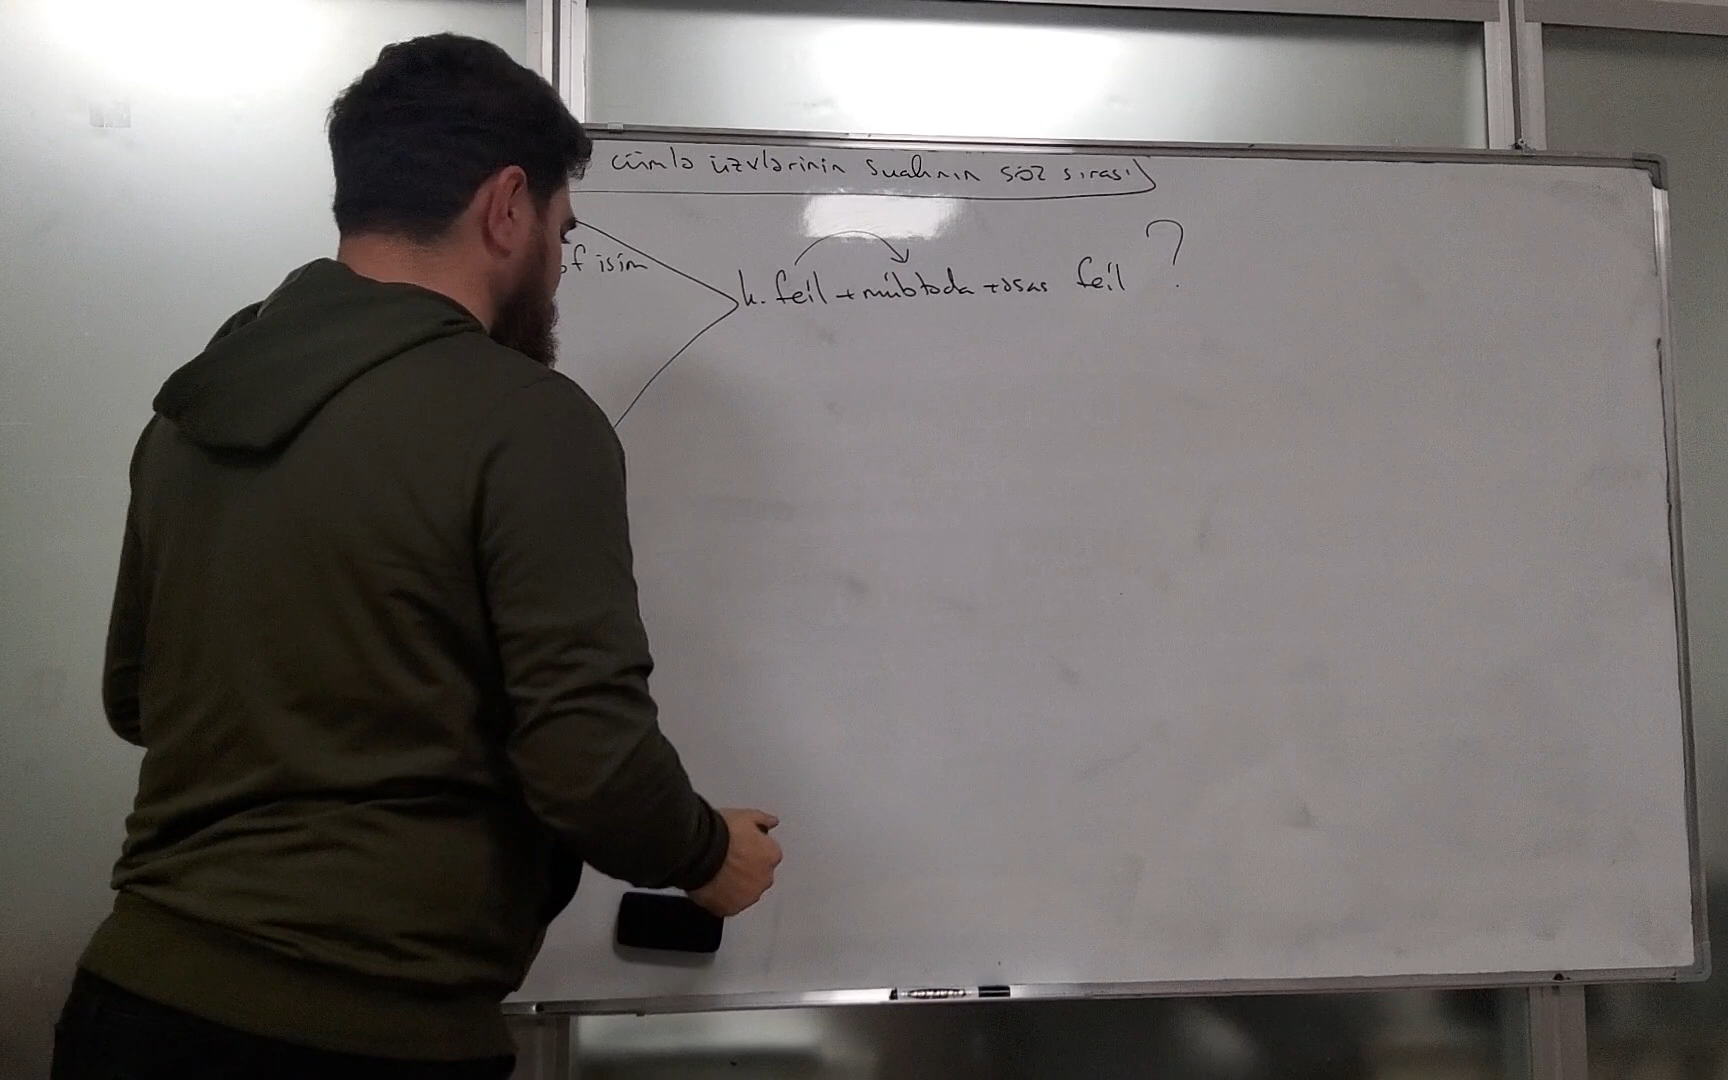 cümlə üzvlərinin sualının söz sırası
isim
k. feil + mübtəda + əsas feil ?